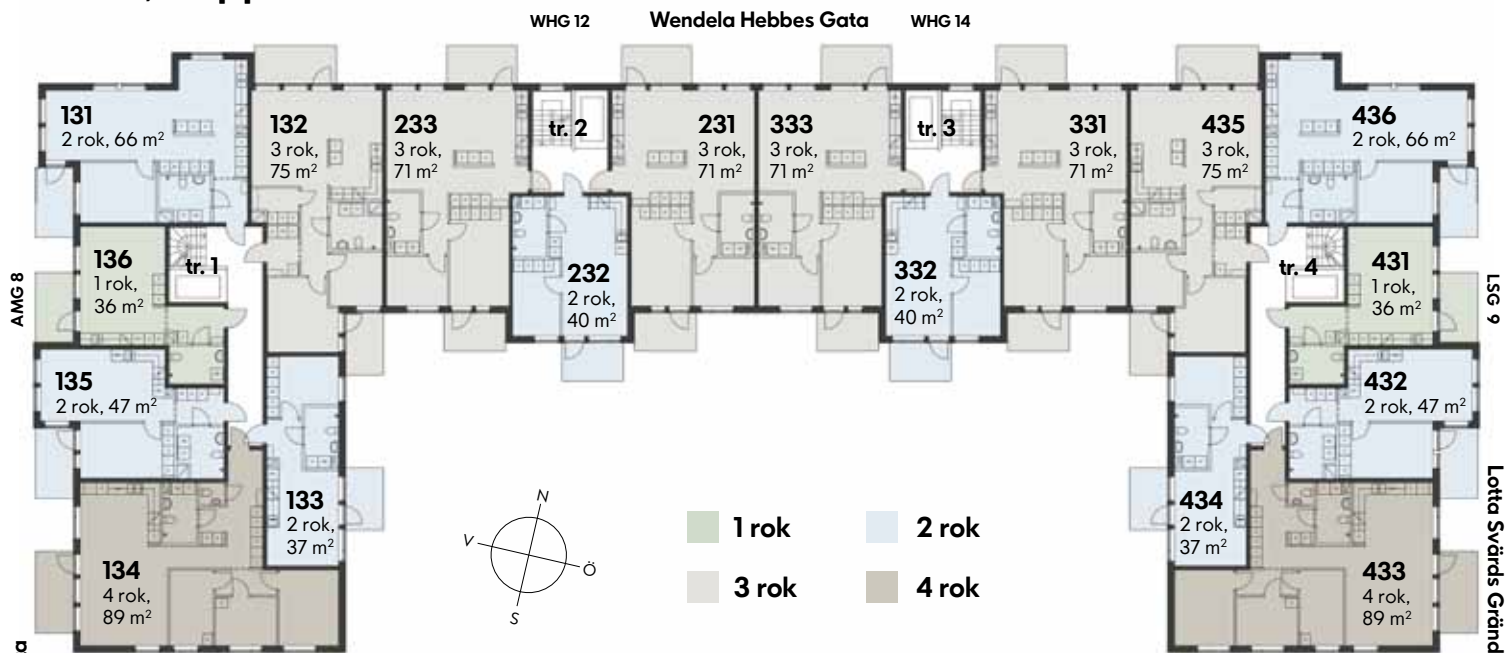 WHG 12
Wendela Hebbes Gata
WHG 14
131
2 rok, 66 m²
132
3 rok,
75 m²
233
3 rok,
71 m²
tr. 2
231
3 rok,
71 m²
333
3 rok,
71 m²
tr. 3
331
3 rok,
71 m²
435
3 rok,
75 m²
436
2 rok, 66 m²
AMG 8
136
1 rok,
36 m²
tr. 1
232
2 rok,
40 m²
332
2 rok,
40 m²
tr. 4
431
1 rok,
36 m²
LSG 9
135
2 rok, 47 m²
432
2 rok, 47 m²
133
2 rok,
37 m²
434
2 rok,
37 m²
134
4 rok,
89 m²
433
4 rok,
89 m²
Lotta Svärds Gränd
N
V
Ö
S
1 rok
2 rok
3 rok
4 rok